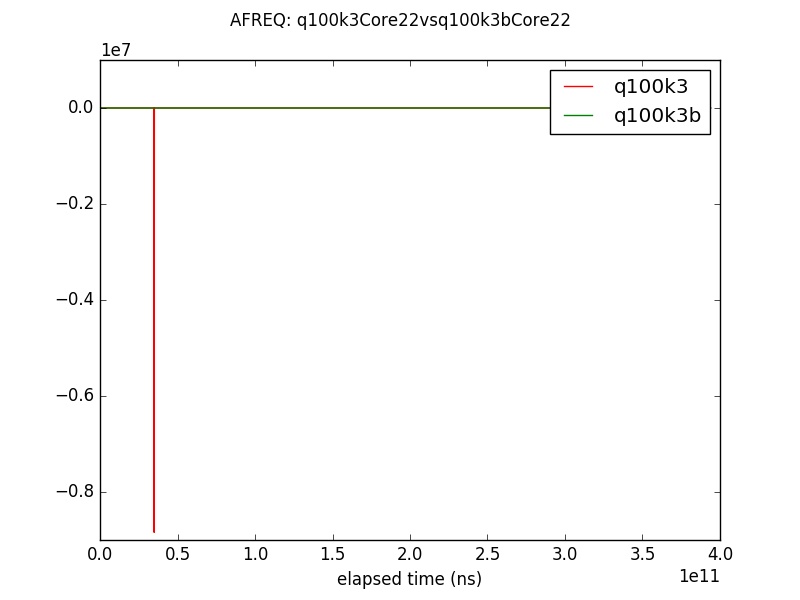 AFREQ: q100k3Core22vsq100k3bCore22
1e7
q100k3
q100k3b
0.0
−0.2
−0.4
−0.6
−0.8
0.0 0.5 1.0 1.5 2.0 2.5 3.0 3.5 4.0
elapsed time (ns)
1e11